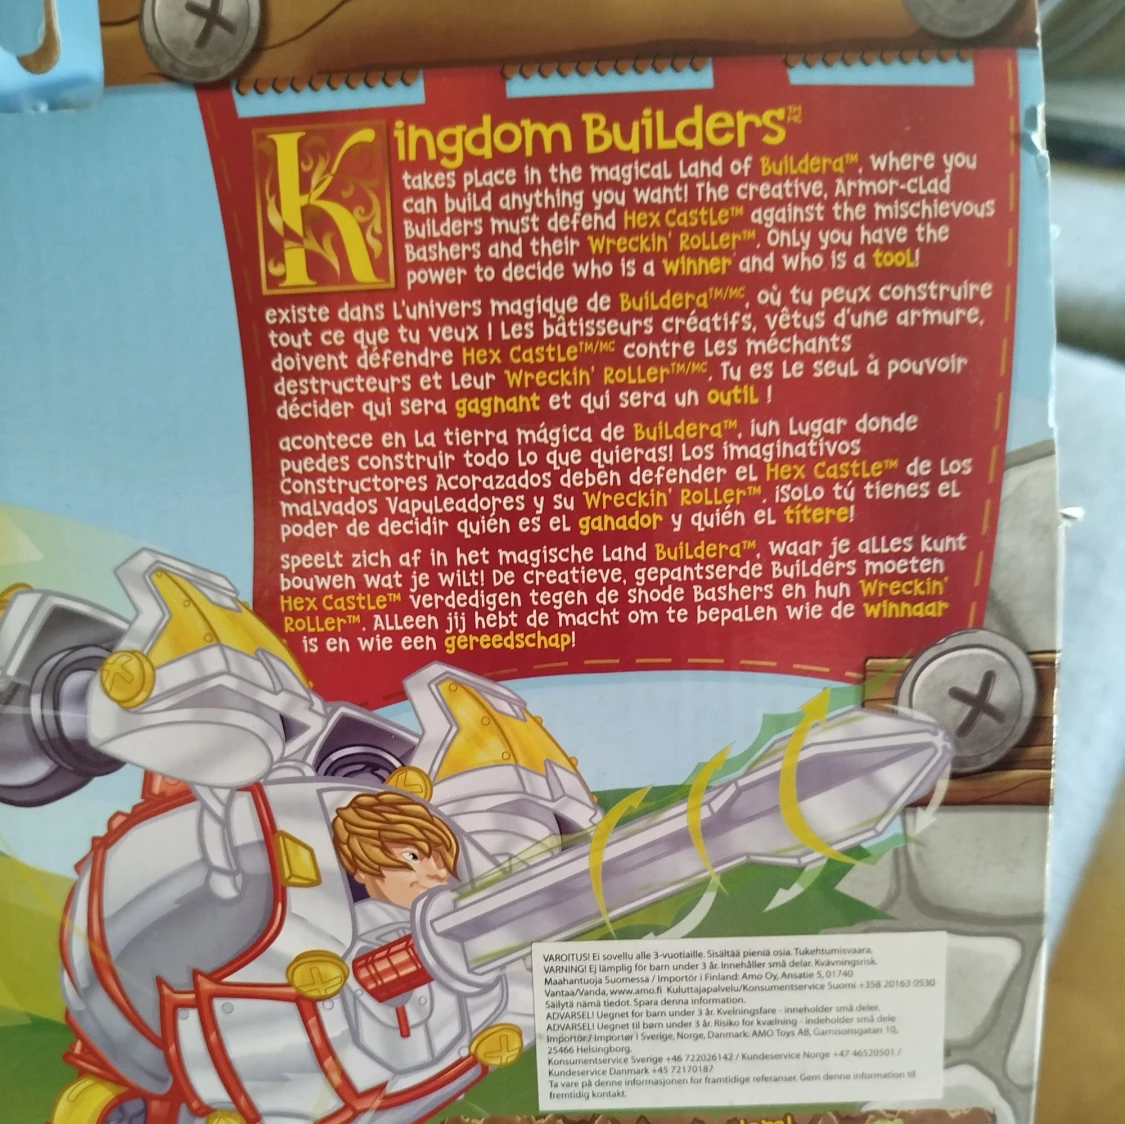 Kingdom Builders™/MC
takes place in the magical land of Buildera™, where you
can build anything you want! The creative, Armor-clad
Builders must defend Hex Castle™ against the mischievous
Bashers and their Wreckin' Roller™. Only you have the
power to decide who is a winner and who is a tool!
existe dans l'univers magique de Buildera™/MC, où tu peux construire
tout ce que tu veux ! Les bâtisseurs créatifs, vêtus d'une armure,
doivent défendre Hex Castle™/MC contre les méchants
destructeurs et leur Wreckin' Roller™/MC. Tu es le seul à pouvoir
décider qui sera gagnant et qui sera un outil !
acontece en la tierra mágica de Buildera™, ¡un lugar donde
puedes construir todo lo que quieras! Los imaginativos
Constructores Acorazados deben defender el Hex Castle™ de los
malvados Vapuleadores y su Wreckin' Roller™. ¡Solo tú tienes el
poder de decidir quién es el ganador y quién el títere!
speelt zich af in het magische land Buildera™, waar je alles kunt
bouwen wat je wilt! De creatieve, gepantserde Builders moeten
Hex Castle™ verdedigen tegen de snode Bashers en hun Wreckin'
Roller™. Alleen jij hebt de macht om te bepalen wie de winnaar
is en wie een gereedschap!
VAROITUS! Ei sovellu alle 3-vuotiaille. Sisältää pieniä osia. Tukehtumisvaara.
VARNING! Ej lämplig för barn under 3 år. Innehåller små delar. Kvävningsrisk.
Maahantuoja Suomessa / Importör i Finland: Amo Oy, Ansatie 5, 01740
Vantaa/Vanda, www.amo.fi Kuluttajapalvelu/Konsumentservice Suomi +358 20163 0530
Säilytä nämä tiedot. Spara denna information.
ADVARSEL! Uegnet for barn under 3 år. Kvelningsfare - inneholder små deler.
ADVARSEL! Uegnet til børn under 3 år. Risiko for kvælning - indeholder små dele
Importör / Importør i Sverige, Norge, Danmark: AMO Toys AB, Garnisonsgatan 10,
25466 Helsingborg.
Konsumentservice Sverige +46 722026142 / Kundeservice Norge +47 46520501 /
Kundeservice Danmark +45 72170187
Ta vare på denne informasjonen for framtidige referanser. Gem denne information til
fremtidig kontakt.